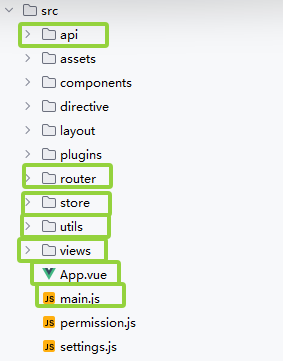 src
api
assets
components
directive
layout
plugins
router
store
utils
views
App.vue
JS main.js
JS permission.js
JS settings.js